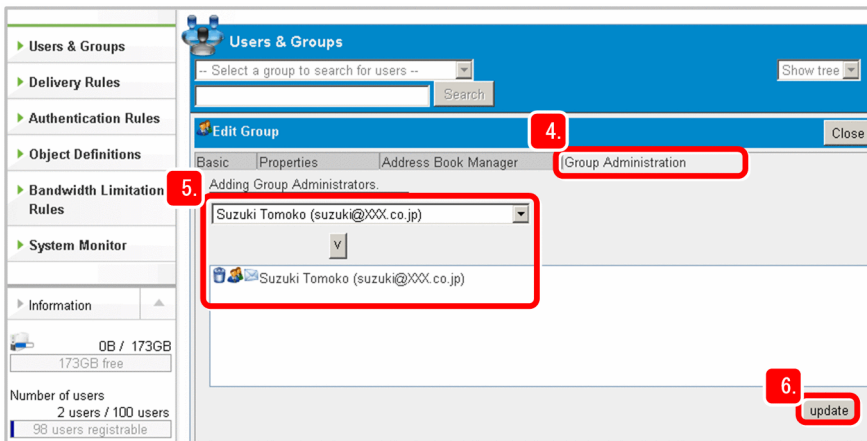 Users & Groups
Delivery Rules
Authentication Rules
Object Definitions
Bandwidth Limitation
Rules
System Monitor
Information
0B / 173GB
173GB free
Number of users
2 users / 100 users
98 users registrable
Users & Groups
-- Select a group to search for users --
Show tree
Search
Edit Group
4.
Close
Basic
Properties
Address Book Manager
Group Administration
5.
Adding Group Administrators.
Suzuki Tomoko (suzuki@XXX.co.jp)
V
Suzuki Tomoko (suzuki@XXX.co.jp)
6.
update